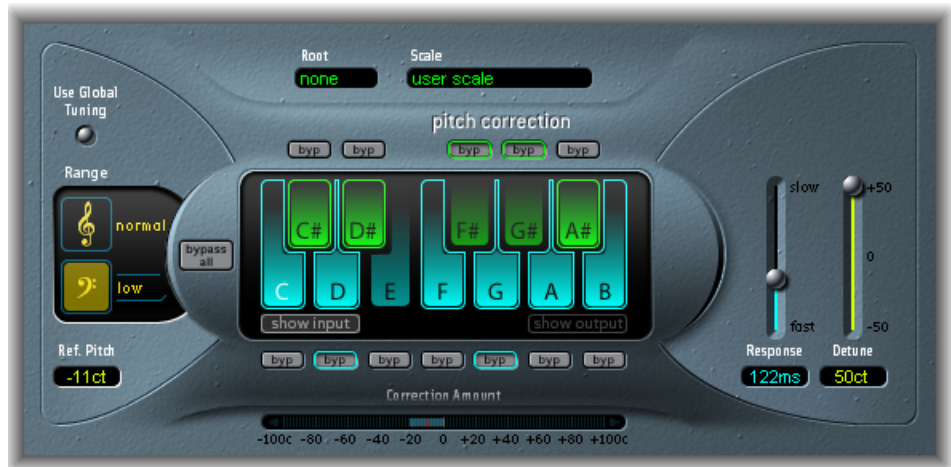 Root Scale
none user scale
Use Global
Tuning
pitch correction
byp byp byp byp byp
Range
normal
low
bypass
all
C# D# F# G# A#
C D E F G A B
show input show output
byp byp byp byp byp byp byp
slow
fast
+50
0
-50
Ref. Pitch
-11ct
Response Detune
122ms 50ct
Correction Amount
-100c -80 -60 -40 -20 0 +20 +40 +60 +80 +100c